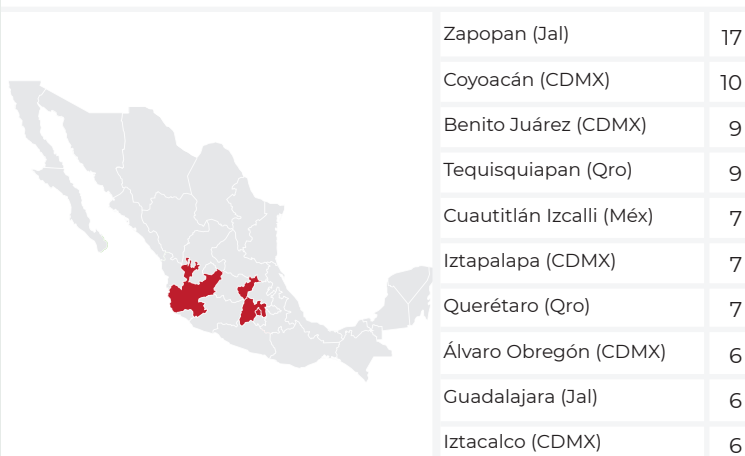 Zapopan (Jal) 17
Coyoacán (CDMX) 10
Benito Juárez (CDMX) 9
Tequisquiapan (Qro) 9
Cuautitlán Izcalli (Méx) 7
Iztapalapa (CDMX) 7
Querétaro (Qro) 7
Álvaro Obregón (CDMX) 6
Guadalajara (Jal) 6
Iztacalco (CDMX) 6